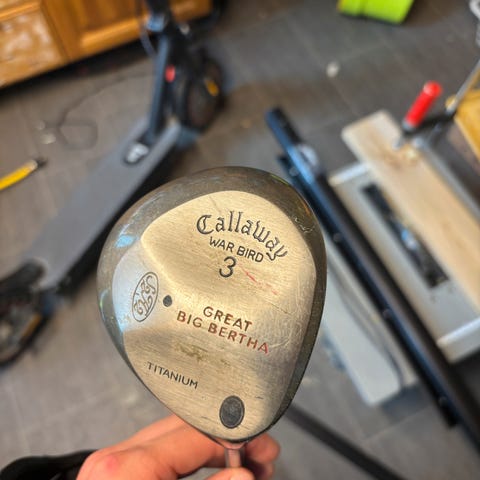 Callaway
WAR BIRD
3
GREAT
BIG BERTHA
TITANIUM